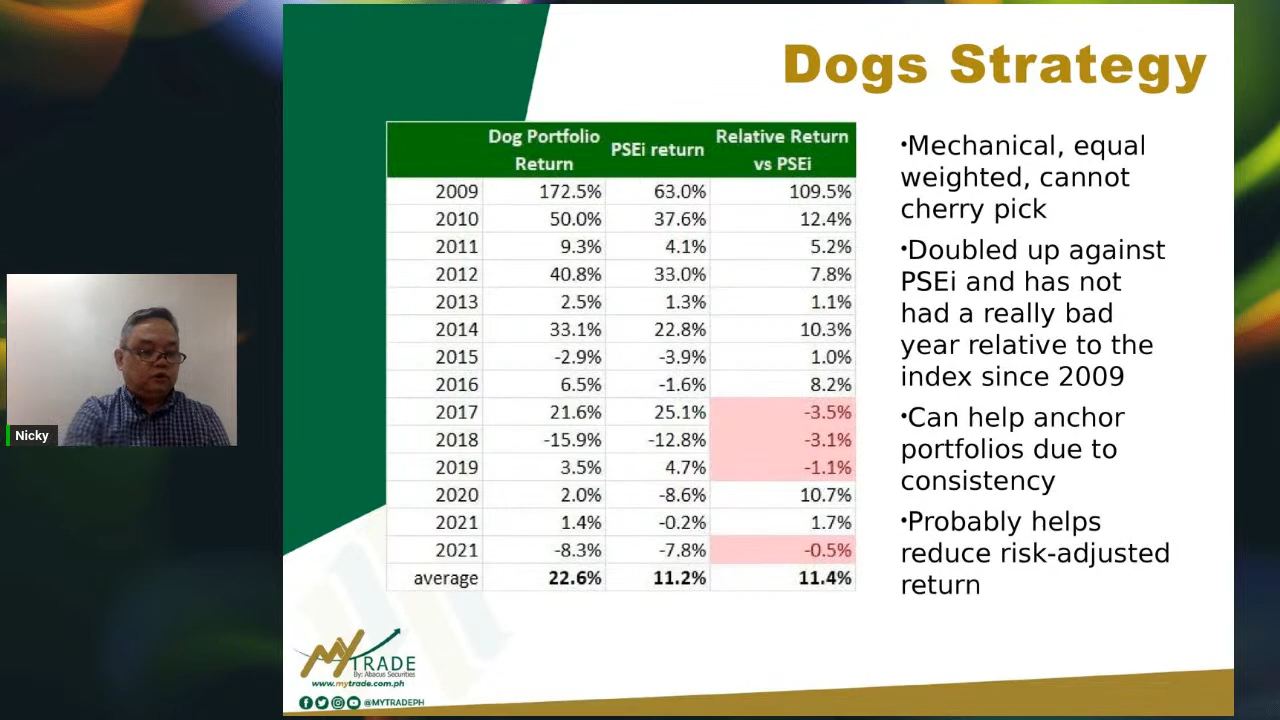 Dogs Strategy
Dog Portfolio Return PSEi return Relative Return vs PSEi
2009 172.5% 63.0% 109.5%
2010 50.0% 37.6% 12.4%
2011 9.3% 4.1% 5.2%
2012 40.8% 33.0% 7.8%
2013 2.5% 1.3% 1.1%
2014 33.1% 22.8% 10.3%
2015 -2.9% -3.9% 1.0%
2016 6.5% -1.6% 8.2%
2017 21.6% 25.1% -3.5%
2018 -15.9% -12.8% -3.1%
2019 3.5% 4.7% -1.1%
2020 2.0% -8.6% 10.7%
2021 1.4% -0.2% 1.7%
2021 -8.3% -7.8% -0.5%
average 22.6% 11.2% 11.4%
•Mechanical, equal
weighted, cannot
cherry pick
•Doubled up against
PSEi and has not
had a really bad
year relative to the
index since 2009
•Can help anchor
portfolios due to
consistency
•Probably helps
reduce risk-adjusted
return
Nicky
MYTRADE
By: Abacus Securities
www.mytrade.com.ph
@MYTRADEPH